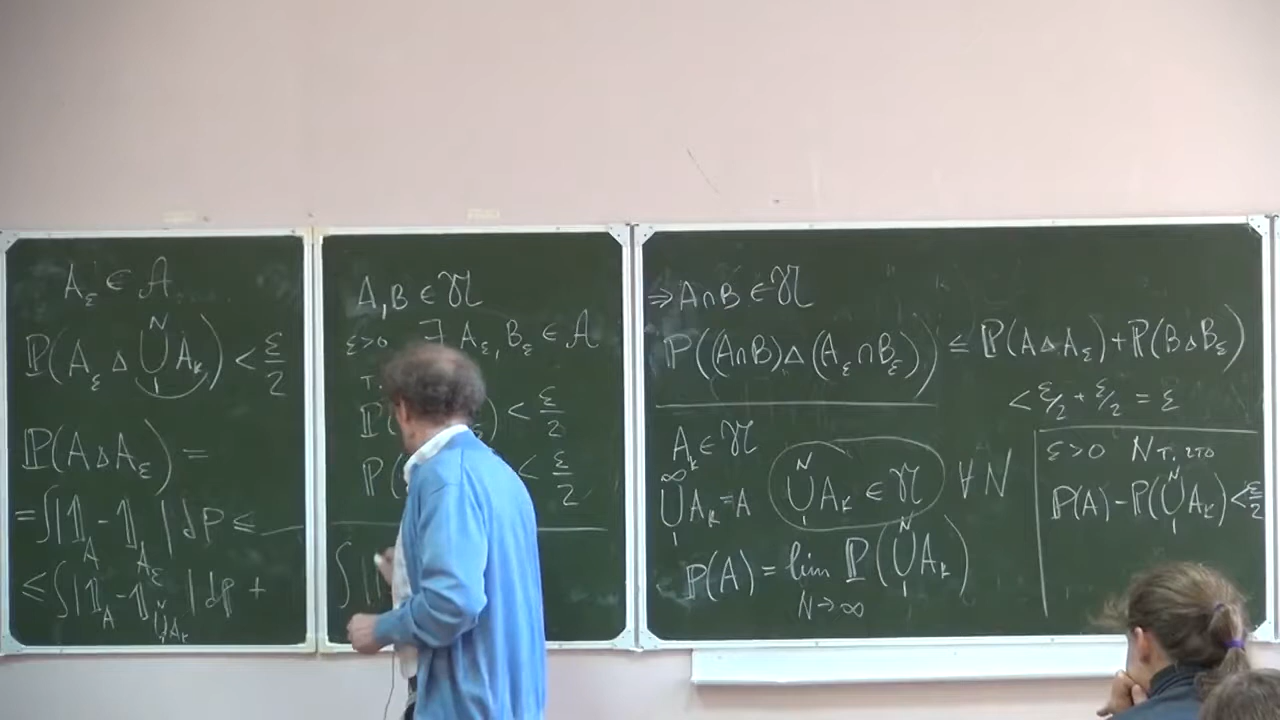 A_ε ∈ 𝒜
ℙ(A_ε Δ ⋃_1^N A_k) < ε/2
ℙ(A Δ A_ε) =
= ∫|𝟙_A - 𝟙_{A_ε}| dP ≤
≤ ∫|𝟙_A - 𝟙_{⋃_1^N A_k}| dℙ +
A, B ∈ 𝔐
ε>0 ∃ A_ε, B_ε ∈ 𝒜
т.
ℙ( ) < ε/2
ℙ( < ε/2
∫|
⇒ A∩B ∈ 𝔐
ℙ((A∩B)Δ(A_ε∩B_ε)) ≤ ℙ(AΔA_ε)+ℙ(BΔB_ε)
< ε/2 + ε/2 = ε
A_k ∈ 𝔐
⋃_1^∞ A_k = A
⋃_1^N A_k ∈ 𝔐 ∀N
ℙ(A) = lim_{N→∞} ℙ(⋃_1^N A_k)
ε>0 N т. что
ℙ(A) - ℙ(⋃_1^N A_k) < ε/2